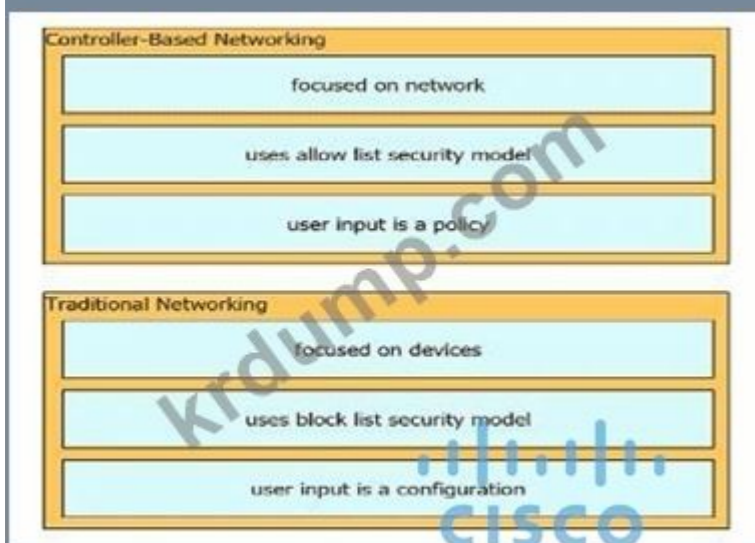 Controller-Based Networking
focused on network
uses allow list security model
user input is a policy
Traditional Networking
focused on devices
uses block list security model
user input is a configuration
krdump.com
CISCO